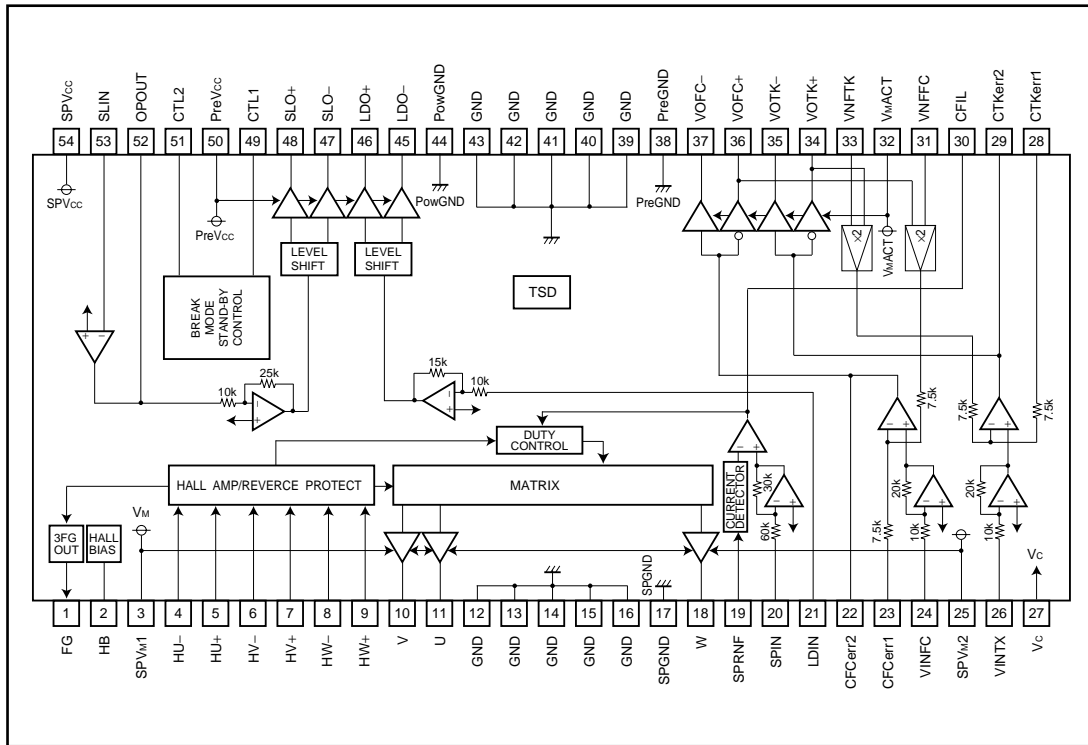 SPVCC SLIN OPOUT CTL2 PreVCC CTL1 SLO+ SLO− LDO+ LDO− PowGND GND GND GND GND GND PreGND VOFC− VOFC+ VOTK− VOTK+ VNFTK VMACT VNFFC CFIL CTKerr2 CTKerr1
54 53 52 51 50 49 48 47 46 45 44 43 42 41 40 39 38 37 36 35 34 33 32 31 30 29 28
SPVCC
PreVCC
PowGND
PreGND
×2
×2
VMACT
LEVEL
SHIFT
LEVEL
SHIFT
TSD
BREAK
MODE
STAND-BY
CONTROL
+ −
10k
25k
−
+
15k
10k
−
+
7.5k
7.5k
7.5k
− +
− +
− +
DUTY
CONTROL
HALL AMP/REVERCE PROTECT
MATRIX
CURRENT
DETECTOR
30k
− +
60k
20k
− +
10k
7.5k
20k
− +
10k
3FG
OUT
HALL
BIAS
VM
SPGND
VC
1 2 3 4 5 6 7 8 9 10 11 12 13 14 15 16 17 18 19 20 21 22 23 24 25 26 27
FG HB SPVM1 HU− HU+ HV− HV+ HW− HW+ V U GND GND GND GND GND SPGND W SPRNF SPIN LDIN CFCerr2 CFCerr1 VINFC SPVM2 VINTX VC